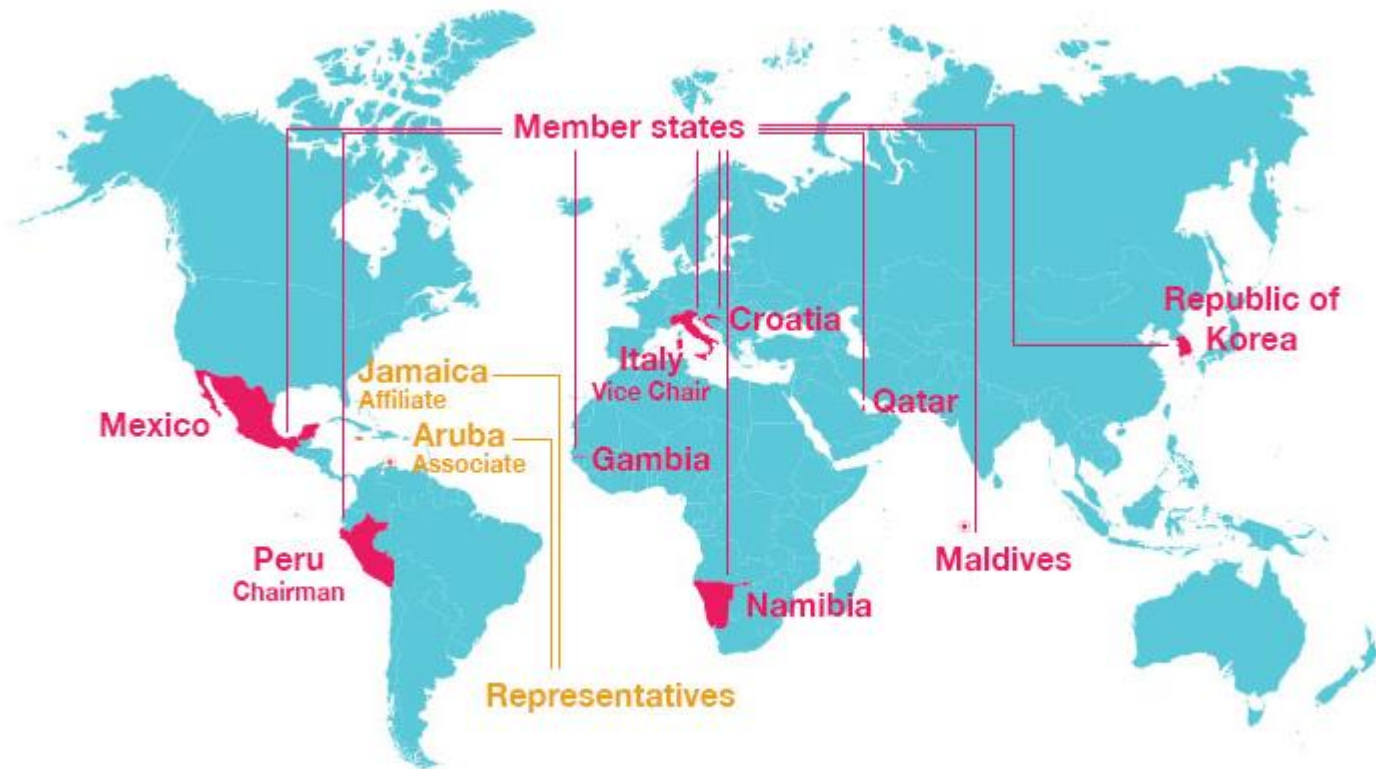 Member states
Republic of
Korea
Croatia
Italy
Vice Chair
Jamaica
Affiliate
Qatar
Mexico
Aruba
Associate
Gambia
Peru
Chairman
Maldives
Namibia
Representatives